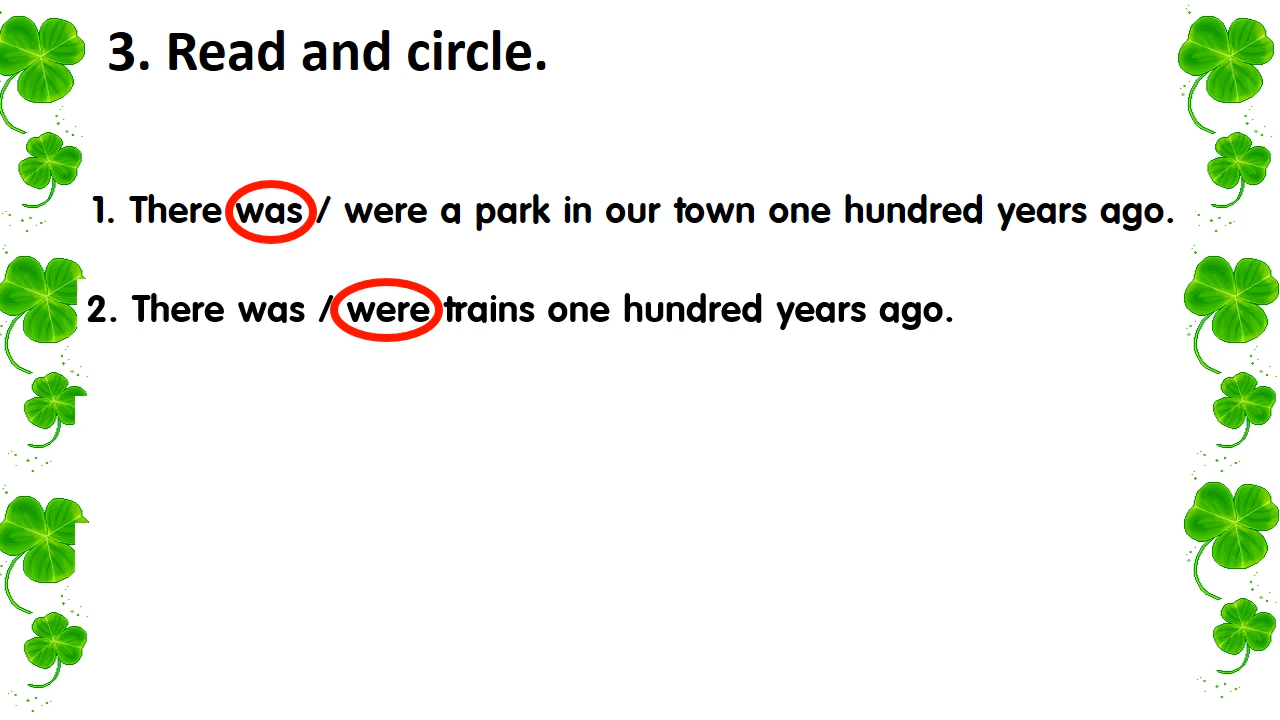 3. Read and circle.
1. There was / were a park in our town one hundred years ago.
2. There was / were trains one hundred years ago.